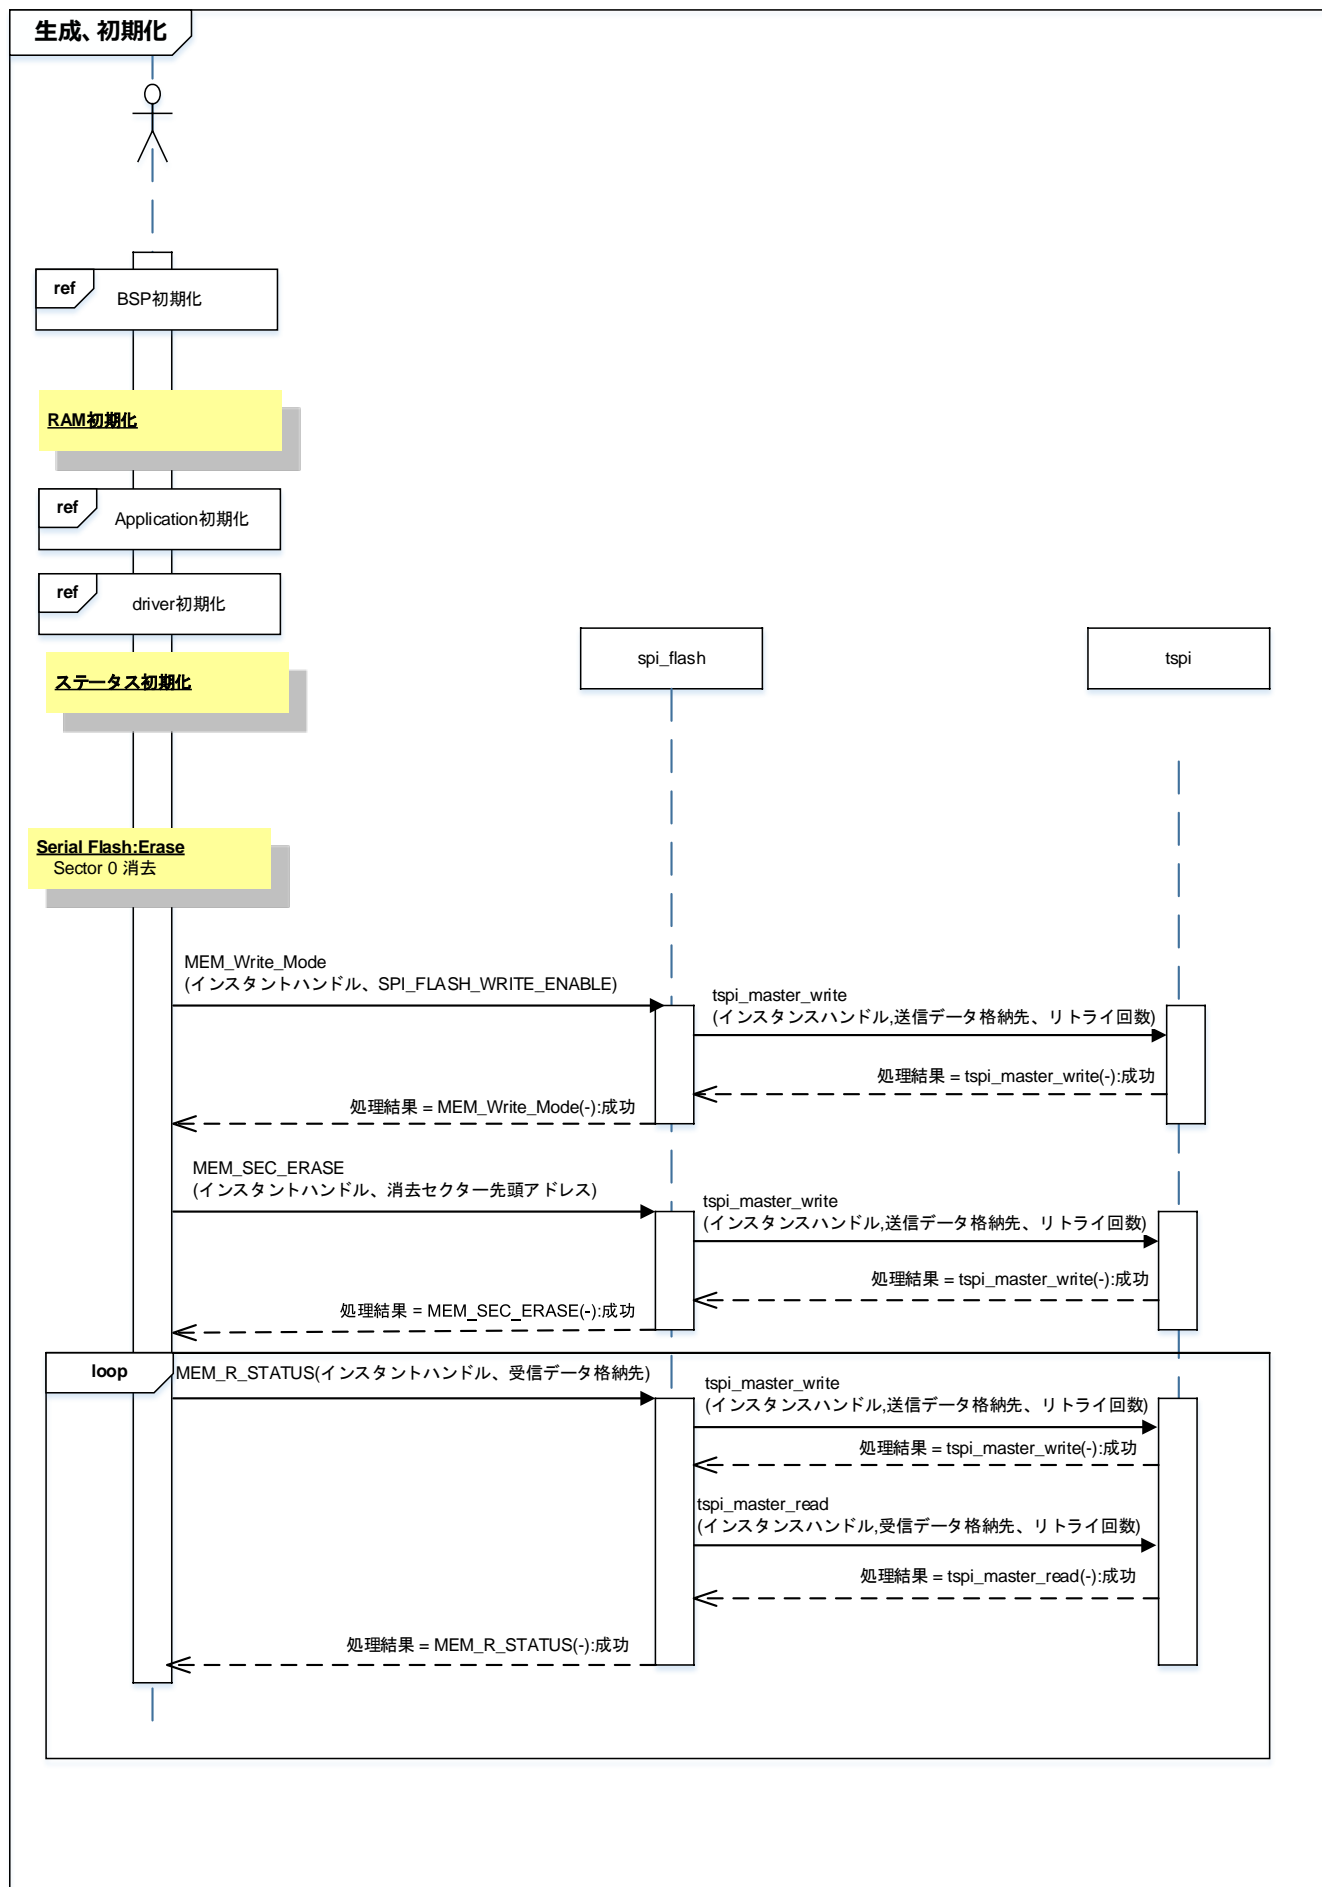 生成、初期化
ref
BSP初期化
RAM初期化
ref
Application初期化
ref
driver初期化
spi_flash
tspi
ステータス初期化
Serial Flash:Erase
Sector 0 消去
MEM_Write_Mode
(インスタントハンドル、SPI_FLASH_WRITE_ENABLE)
tspi_master_write
(インスタンスハンドル,送信データ格納先、リトライ回数)
処理結果 = tspi_master_write(-):成功
処理結果 = MEM_Write_Mode(-):成功
MEM_SEC_ERASE
(インスタントハンドル、消去セクター先頭アドレス)
tspi_master_write
(インスタンスハンドル,送信データ格納先、リトライ回数)
処理結果 = tspi_master_write(-):成功
処理結果 = MEM_SEC_ERASE(-):成功
loop
MEM_R_STATUS(インスタントハンドル、受信データ格納先)
tspi_master_write
(インスタンスハンドル,送信データ格納先、リトライ回数)
処理結果 = tspi_master_write(-):成功
tspi_master_read
(インスタンスハンドル,受信データ格納先、リトライ回数)
処理結果 = tspi_master_read(-):成功
処理結果 = MEM_R_STATUS(-):成功